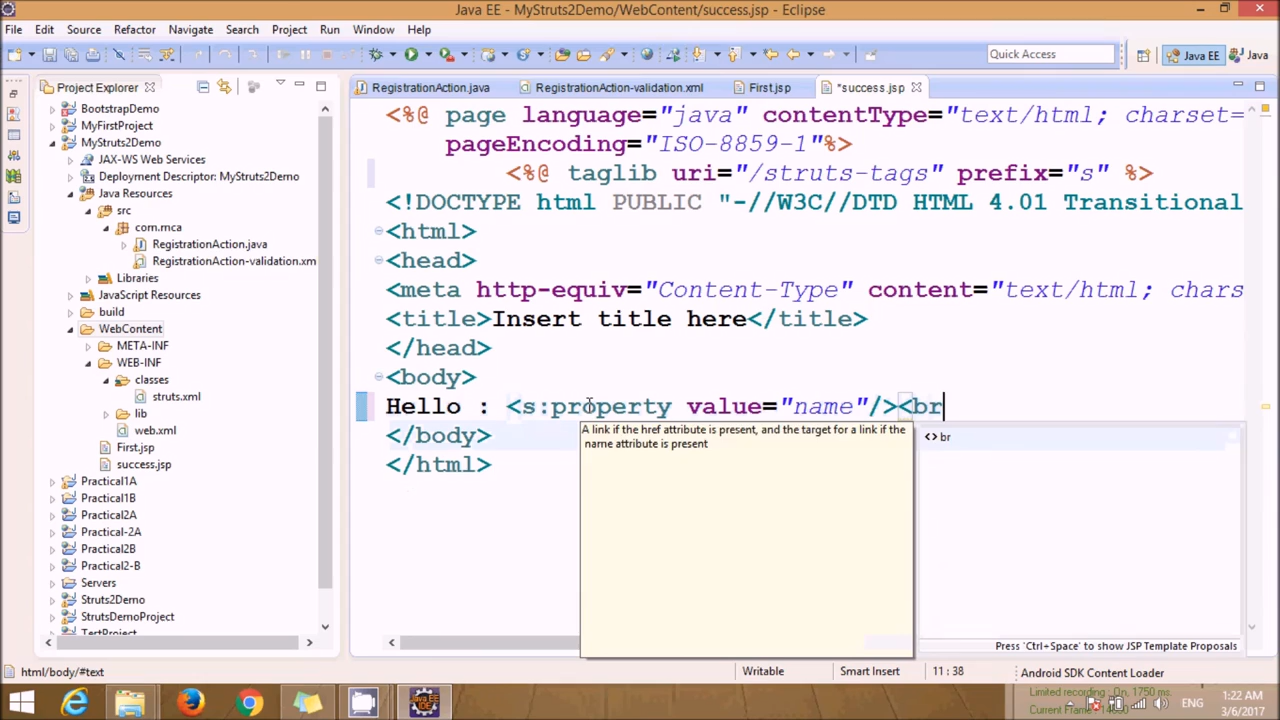 Java EE - MyStruts2Demo/WebContent/success.jsp - Eclipse
File Edit Source Refactor Navigate Search Project Run Window Help
Quick Access Java EE Java
Project Explorer
RegistrationAction.java RegistrationAction-validation.xml First.jsp *success.jsp
BootstrapDemo
MyFirstProject
MyStruts2Demo
JAX-WS Web Services
Deployment Descriptor: MyStruts2Demo
Java Resources
src
com.mca
RegistrationAction.java
RegistrationAction-validation.xm
Libraries
JavaScript Resources
build
WebContent
META-INF
WEB-INF
classes
struts.xml
lib
web.xml
First.jsp
success.jsp
Practical1A
Practical1B
Practical2A
Practical-2A
Practical2B
Practical2-B
Servers
Struts2Demo
StrutsDemoProject
TestProject
<%@ page language="java" contentType="text/html; charset=
pageEncoding="ISO-8859-1"%>
<%@ taglib uri="/struts-tags" prefix="s" %>
<!DOCTYPE html PUBLIC "-//W3C//DTD HTML 4.01 Transitional
<html>
<head>
<meta http-equiv="Content-Type" content="text/html; chars
<title>Insert title here</title>
</head>
<body>
Hello : <s:property value="name"/><br
</body>
</html>
A link if the href attribute is present, and the target for a link if the
name attribute is present
<> br
Press 'Ctrl+Space' to show JSP Template Proposals
html/body/#text Writable Smart Insert 11 : 38 Android SDK Content Loader
Limited recording : On, 1750 ms.
ENG
1:22 AM
3/6/2017